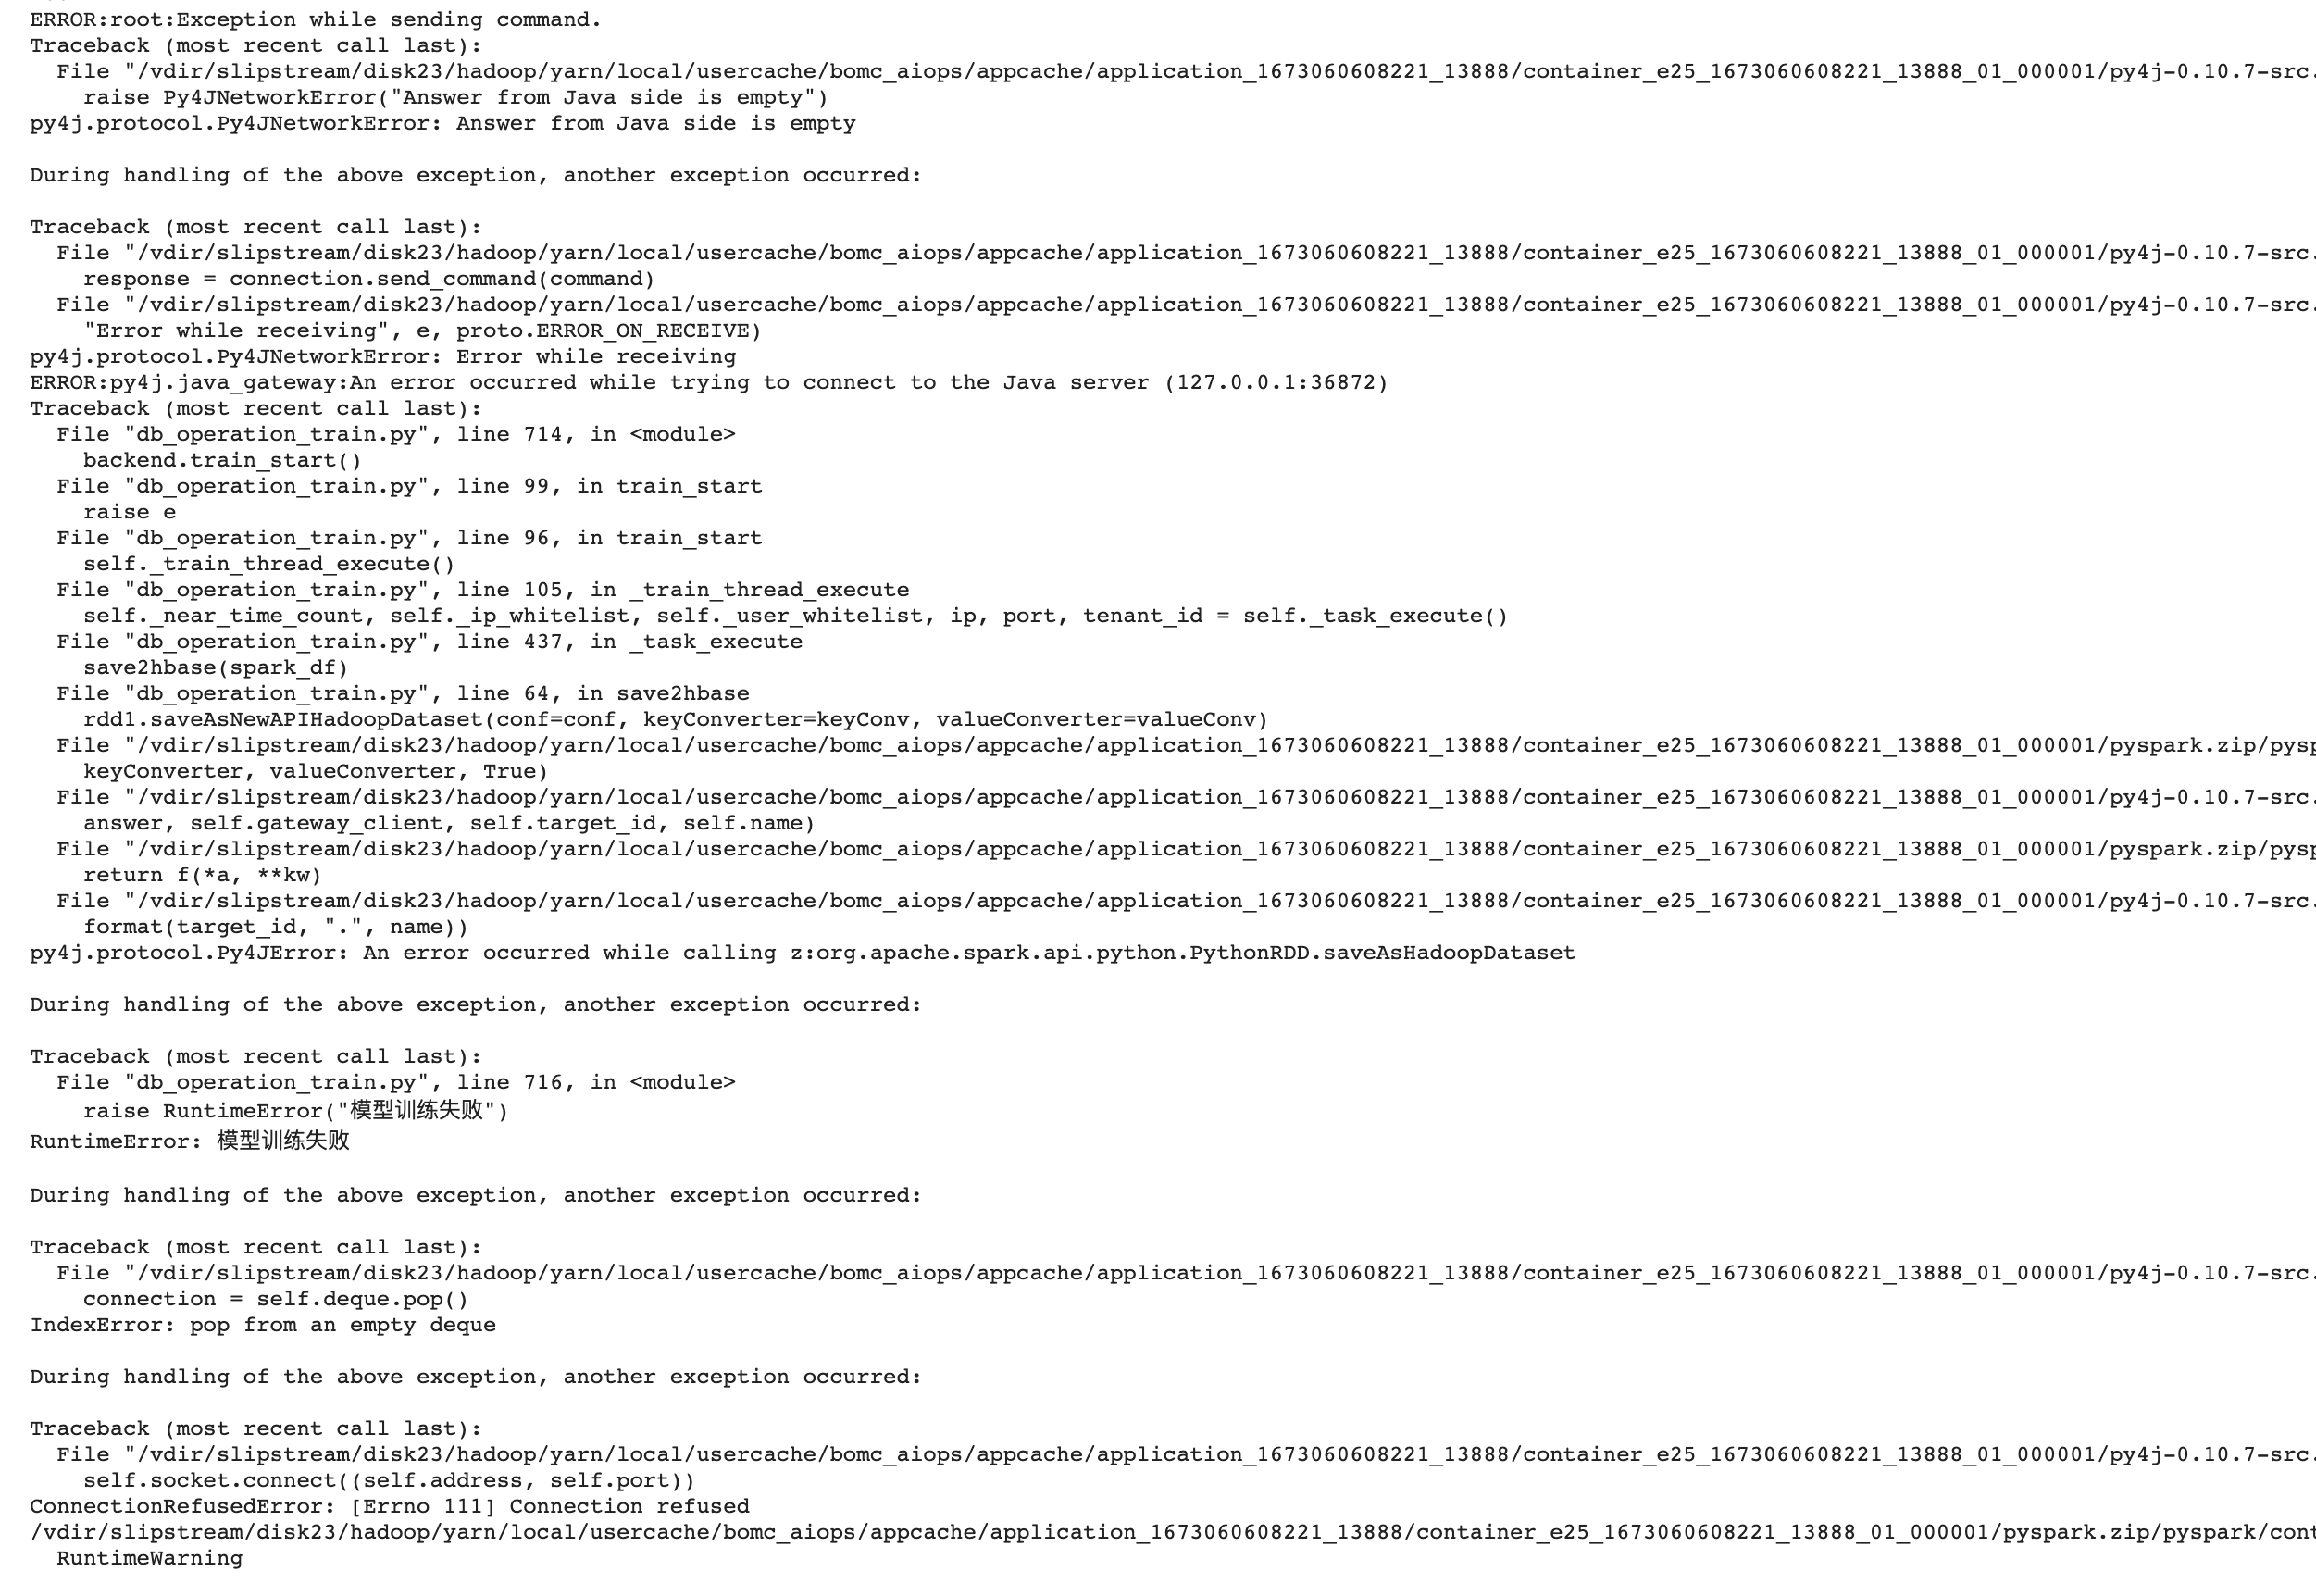 ERROR:root:Exception while sending command.
Traceback (most recent call last):
  File "/vdir/slipstream/disk23/hadoop/yarn/local/usercache/bomc_aiops/appcache/application_1673060608221_13888/container_e25_1673060608221_13888_01_000001/py4j-0.10.7-src.
    raise Py4JNetworkError("Answer from Java side is empty")
py4j.protocol.Py4JNetworkError: Answer from Java side is empty

During handling of the above exception, another exception occurred:

Traceback (most recent call last):
  File "/vdir/slipstream/disk23/hadoop/yarn/local/usercache/bomc_aiops/appcache/application_1673060608221_13888/container_e25_1673060608221_13888_01_000001/py4j-0.10.7-src.
    response = connection.send_command(command)
  File "/vdir/slipstream/disk23/hadoop/yarn/local/usercache/bomc_aiops/appcache/application_1673060608221_13888/container_e25_1673060608221_13888_01_000001/py4j-0.10.7-src.
    "Error while receiving", e, proto.ERROR_ON_RECEIVE)
py4j.protocol.Py4JNetworkError: Error while receiving
ERROR:py4j.java_gateway:An error occurred while trying to connect to the Java server (127.0.0.1:36872)
Traceback (most recent call last):
  File "db_operation_train.py", line 714, in <module>
    backend.train_start()
  File "db_operation_train.py", line 99, in train_start
    raise e
  File "db_operation_train.py", line 96, in train_start
    self._train_thread_execute()
  File "db_operation_train.py", line 105, in _train_thread_execute
    self._near_time_count, self._ip_whitelist, self._user_whitelist, ip, port, tenant_id = self._task_execute()
  File "db_operation_train.py", line 437, in _task_execute
    save2hbase(spark_df)
  File "db_operation_train.py", line 64, in save2hbase
    rdd1.saveAsNewAPIHadoopDataset(conf=conf, keyConverter=keyConv, valueConverter=valueConv)
  File "/vdir/slipstream/disk23/hadoop/yarn/local/usercache/bomc_aiops/appcache/application_1673060608221_13888/container_e25_1673060608221_13888_01_000001/pyspark.zip/pysp
    keyConverter, valueConverter, True)
  File "/vdir/slipstream/disk23/hadoop/yarn/local/usercache/bomc_aiops/appcache/application_1673060608221_13888/container_e25_1673060608221_13888_01_000001/py4j-0.10.7-src.
    answer, self.gateway_client, self.target_id, self.name)
  File "/vdir/slipstream/disk23/hadoop/yarn/local/usercache/bomc_aiops/appcache/application_1673060608221_13888/container_e25_1673060608221_13888_01_000001/pyspark.zip/pysp
    return f(*a, **kw)
  File "/vdir/slipstream/disk23/hadoop/yarn/local/usercache/bomc_aiops/appcache/application_1673060608221_13888/container_e25_1673060608221_13888_01_000001/py4j-0.10.7-src.
    format(target_id, ".", name))
py4j.protocol.Py4JError: An error occurred while calling z:org.apache.spark.api.python.PythonRDD.saveAsHadoopDataset

During handling of the above exception, another exception occurred:

Traceback (most recent call last):
  File "db_operation_train.py", line 716, in <module>
    raise RuntimeError("模型训练失败")
RuntimeError: 模型训练失败

During handling of the above exception, another exception occurred:

Traceback (most recent call last):
  File "/vdir/slipstream/disk23/hadoop/yarn/local/usercache/bomc_aiops/appcache/application_1673060608221_13888/container_e25_1673060608221_13888_01_000001/py4j-0.10.7-src.
    connection = self.deque.pop()
IndexError: pop from an empty deque

During handling of the above exception, another exception occurred:

Traceback (most recent call last):
  File "/vdir/slipstream/disk23/hadoop/yarn/local/usercache/bomc_aiops/appcache/application_1673060608221_13888/container_e25_1673060608221_13888_01_000001/py4j-0.10.7-src.
    self.socket.connect((self.address, self.port))
ConnectionRefusedError: [Errno 111] Connection refused
/vdir/slipstream/disk23/hadoop/yarn/local/usercache/bomc_aiops/appcache/application_1673060608221_13888/container_e25_1673060608221_13888_01_000001/pyspark.zip/pyspark/cont
  RuntimeWarning